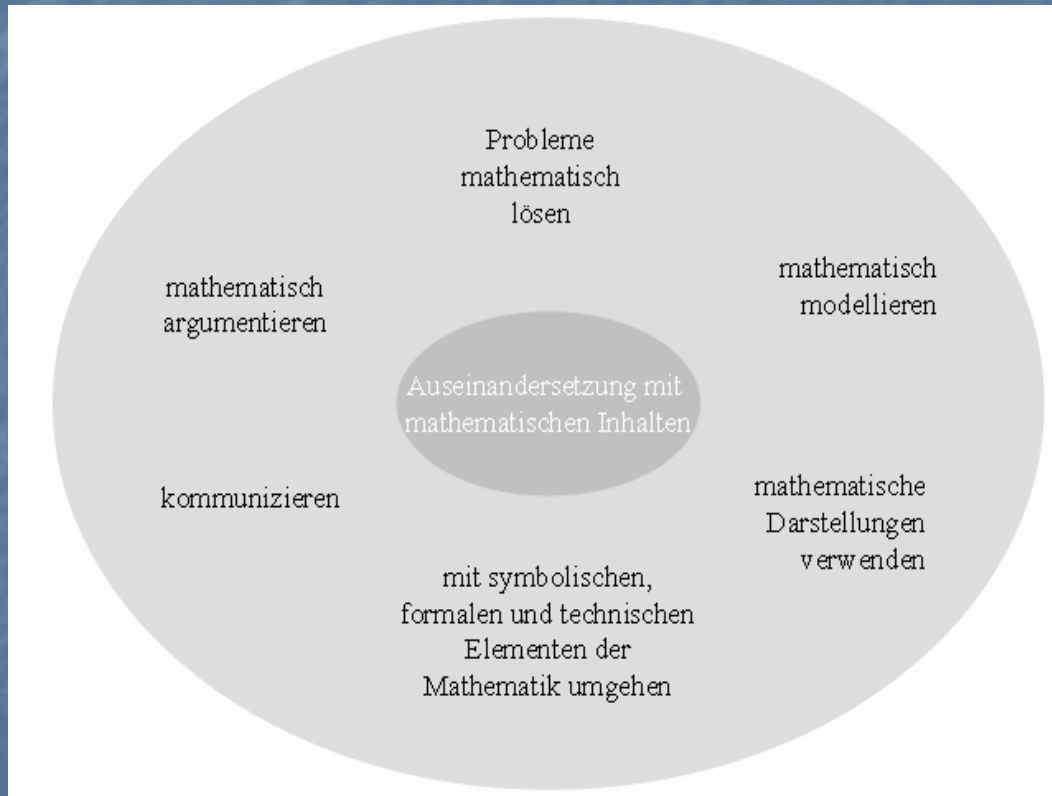 Probleme
mathematisch
lösen
mathematisch
argumentieren
mathematisch
modellieren
Auseinandersetzung mit
mathematischen Inhalten
kommunizieren
mathematische
Darstellungen
verwenden
mit symbolischen,
formalen und technischen
Elementen der
Mathematik umgehen